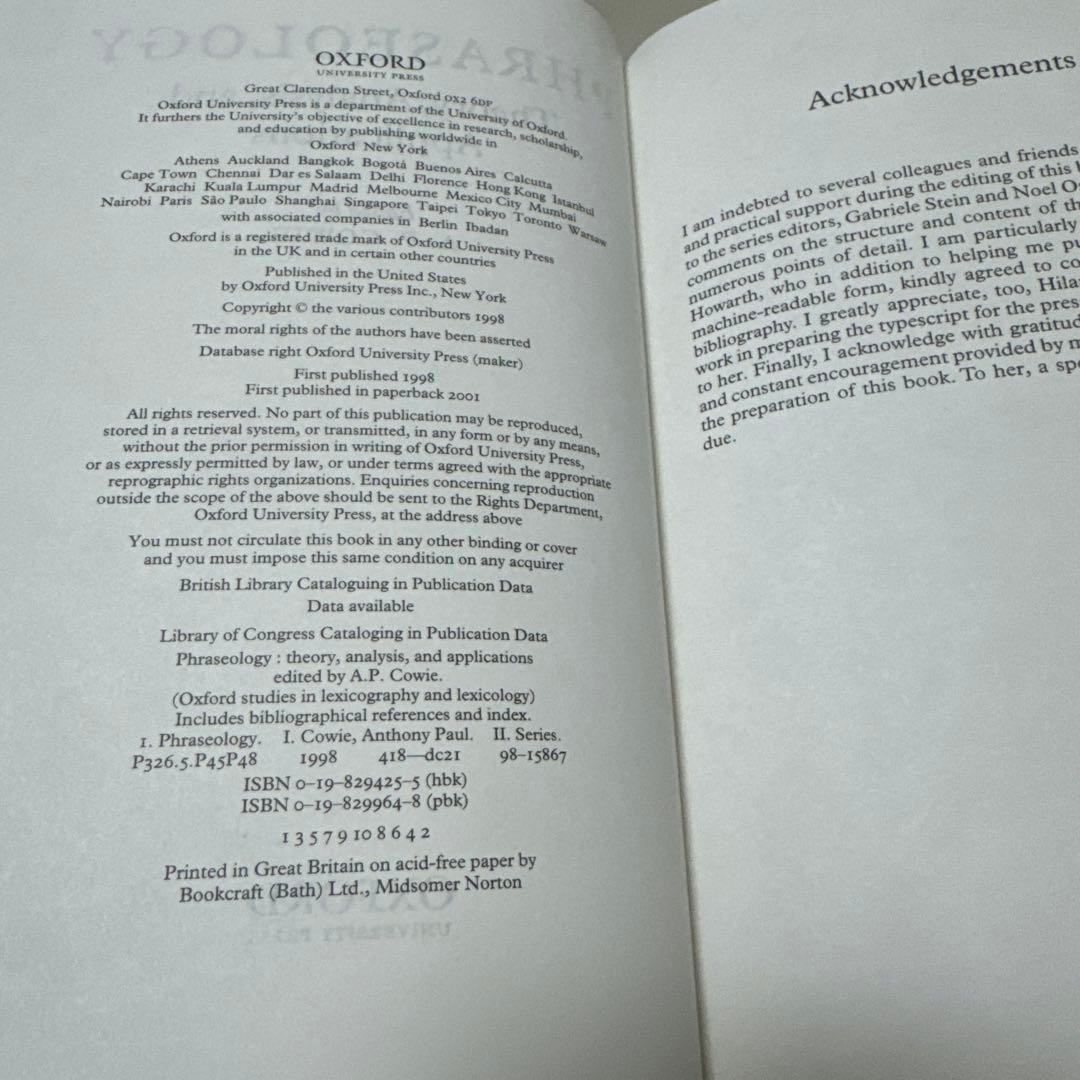 OXFORD
UNIVERSITY PRESS
Great Clarendon Street, Oxford OX2 6DP
Oxford University Press is a department of the University of Oxford.
It furthers the University's objective of excellence in research, scholarship,
and education by publishing worldwide in
Oxford New York
Athens Auckland Bangkok Bogotá Buenos Aires Calcutta
Cape Town Chennai Dar es Salaam Delhi Florence Hong Kong Istanbul
Karachi Kuala Lumpur Madrid Melbourne Mexico City Mumbai
Nairobi Paris São Paulo Shanghai Singapore Taipei Tokyo Toronto Warsaw
with associated companies in Berlin Ibadan
Oxford is a registered trade mark of Oxford University Press
in the UK and in certain other countries
Published in the United States
by Oxford University Press Inc., New York
Copyright © the various contributors 1998
The moral rights of the authors have been asserted
Database right Oxford University Press (maker)
First published 1998
First published in paperback 2001
All rights reserved. No part of this publication may be reproduced,
stored in a retrieval system, or transmitted, in any form or by any means,
without the prior permission in writing of Oxford University Press,
or as expressly permitted by law, or under terms agreed with the appropriate
reprographic rights organizations. Enquiries concerning reproduction
outside the scope of the above should be sent to the Rights Department,
Oxford University Press, at the address above
You must not circulate this book in any other binding or cover
and you must impose this same condition on any acquirer
British Library Cataloguing in Publication Data
Data available
Library of Congress Cataloging in Publication Data
Phraseology : theory, analysis, and applications
edited by A.P. Cowie.
(Oxford studies in lexicography and lexicology)
Includes bibliographical references and index.
1. Phraseology. I. Cowie, Anthony Paul. II. Series.
P326.5.P45P48 1998 418—dc21 98-15867
ISBN 0-19-829425-5 (hbk)
ISBN 0-19-829964-8 (pbk)
1 3 5 7 9 10 8 6 4 2
Printed in Great Britain on acid-free paper by
Bookcraft (Bath) Ltd., Midsomer Norton
Acknowledgements
I am indebted to several colleagues and friends
and practical support during the editing of this
to the series editors, Gabriele Stein and Noel
comments on the structure and content of
numerous points of detail. I am particularly
Howarth, who in addition to helping me
machine-readable form, kindly agreed to
bibliography. I greatly appreciate, too,
work in preparing the typescript for the
to her. Finally, I acknowledge with
and constant encouragement provided by
the preparation of this book. To her, a
due.